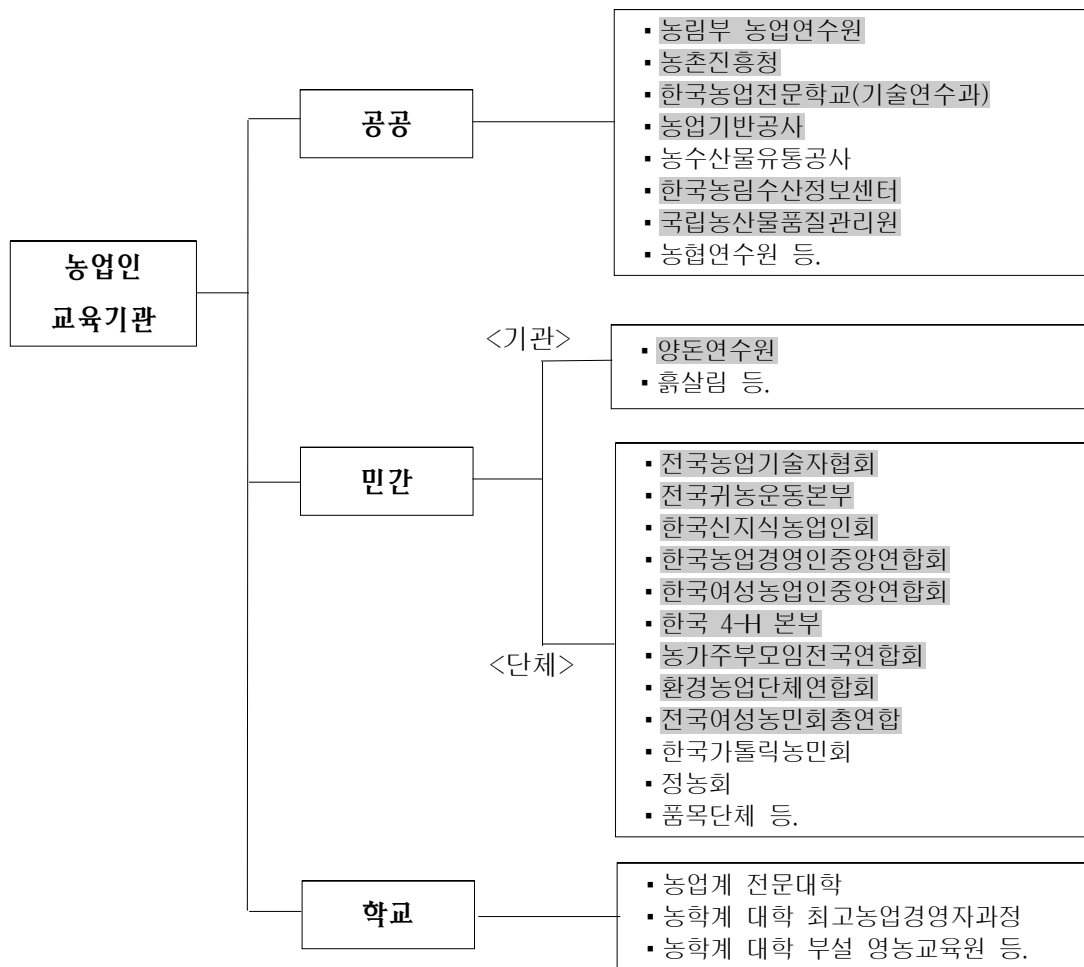 농업인
교육기관
공공
▪ 농림부 농업연수원
▪ 농촌진흥청
▪ 한국농업전문학교(기술연수과)
▪ 농업기반공사
▪ 농수산물유통공사
▪ 한국농림수산정보센터
▪ 국립농산물품질관리원
▪ 농협연수원 등.
민간
<기관>
▪ 양돈연수원
▪ 흙살림 등.
<단체>
▪ 전국농업기술자협회
▪ 전국귀농운동본부
▪ 한국신지식농업인회
▪ 한국농업경영인중앙연합회
▪ 한국여성농업인중앙연합회
▪ 한국 4-H 본부
▪ 농가주부모임전국연합회
▪ 환경농업단체연합회
▪ 전국여성농민회총연합
▪ 한국가톨릭농민회
▪ 정농회
▪ 품목단체 등.
학교
▪ 농업계 전문대학
▪ 농학계 대학 최고농업경영자과정
▪ 농학계 대학 부설 영농교육원 등.